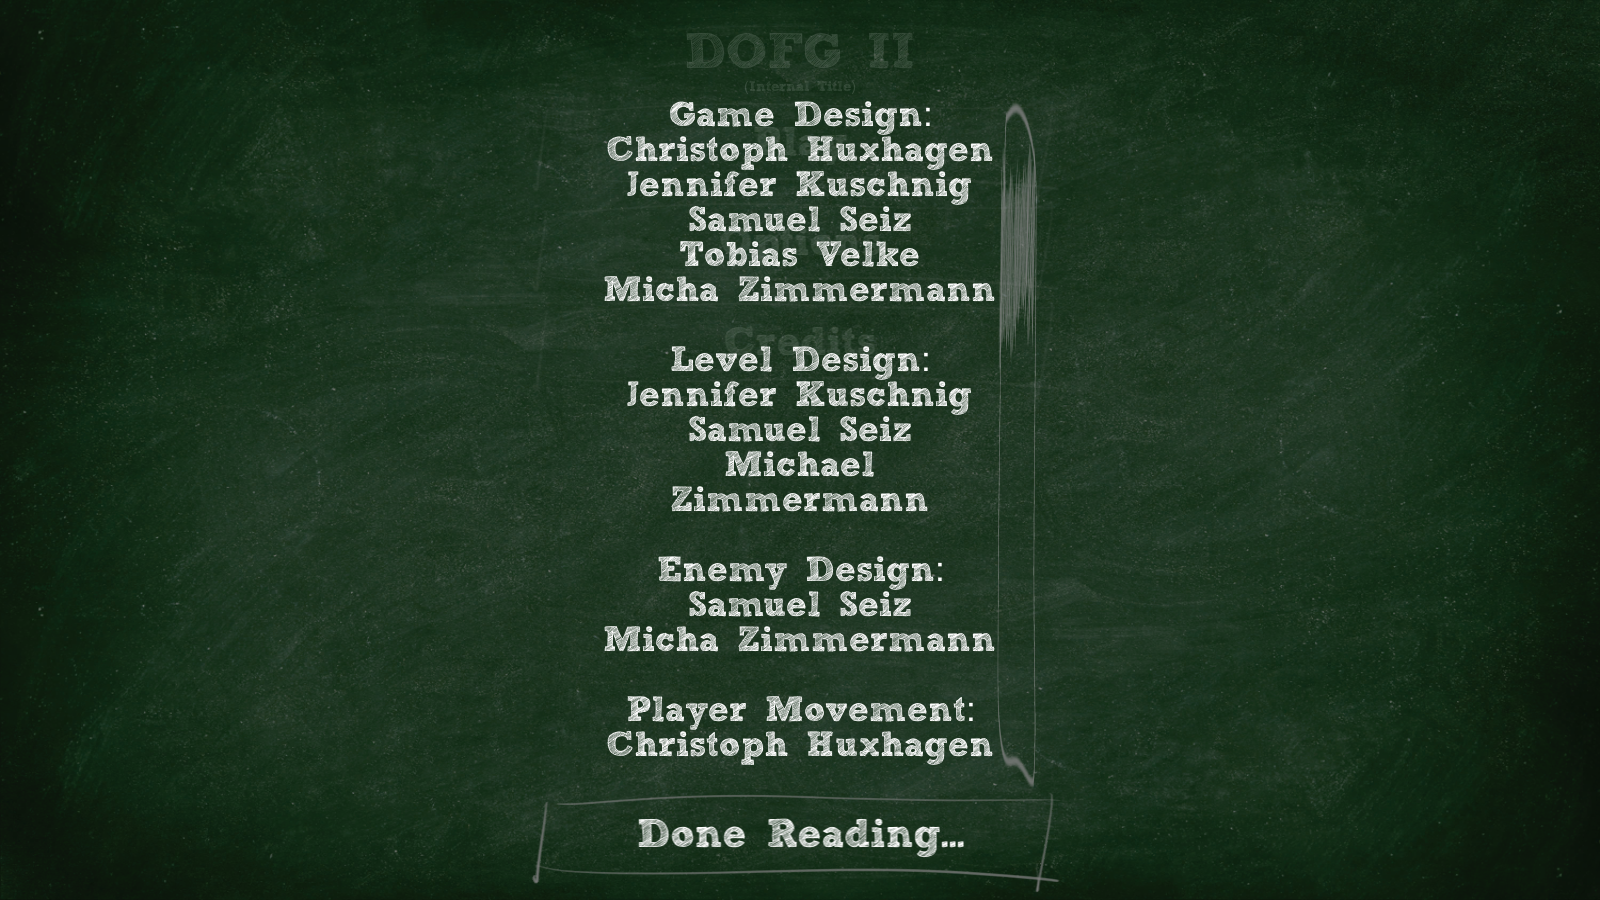 DOFG II
(Internal Title)
Game Design:
Christoph Huxhagen
Jennifer Kuschnig
Samuel Seiz
Tobias Velke
Micha Zimmermann
Credits
Level Design:
Jennifer Kuschnig
Samuel Seiz
Michael
Zimmermann
Enemy Design:
Samuel Seiz
Micha Zimmermann
Player Movement:
Christoph Huxhagen
Done Reading...